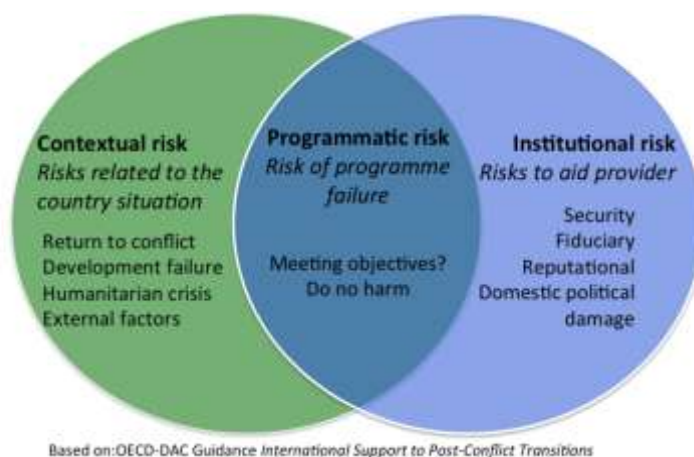 Contextual risk
Risks related to the
country situation
Return to conflict
Development failure
Humanitarian crisis
External factors
Programmatic risk
Risk of programme
failure
Meeting objectives?
Do no harm
Institutional risk
Risks to aid provider
Security
Fiduciary
Reputational
Domestic political
damage
Based on:OECD-DAC Guidance International Support to Post-Conflict Transitions